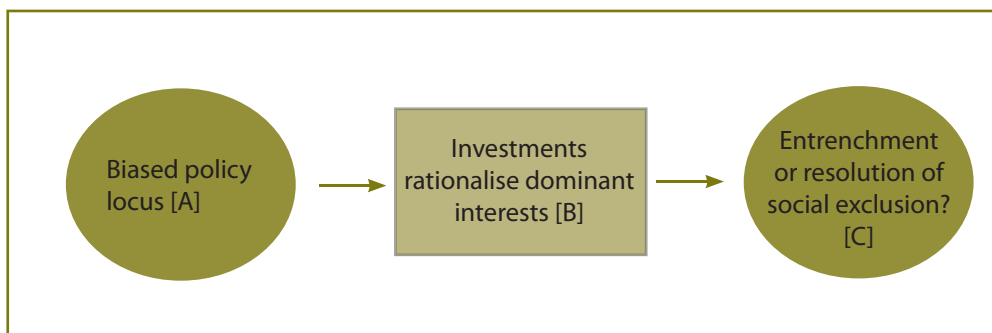 Biased policy
locus [A]
Investments
rationalise dominant
interests [B]
Entrenchment
or resolution of
social exclusion?
[C]